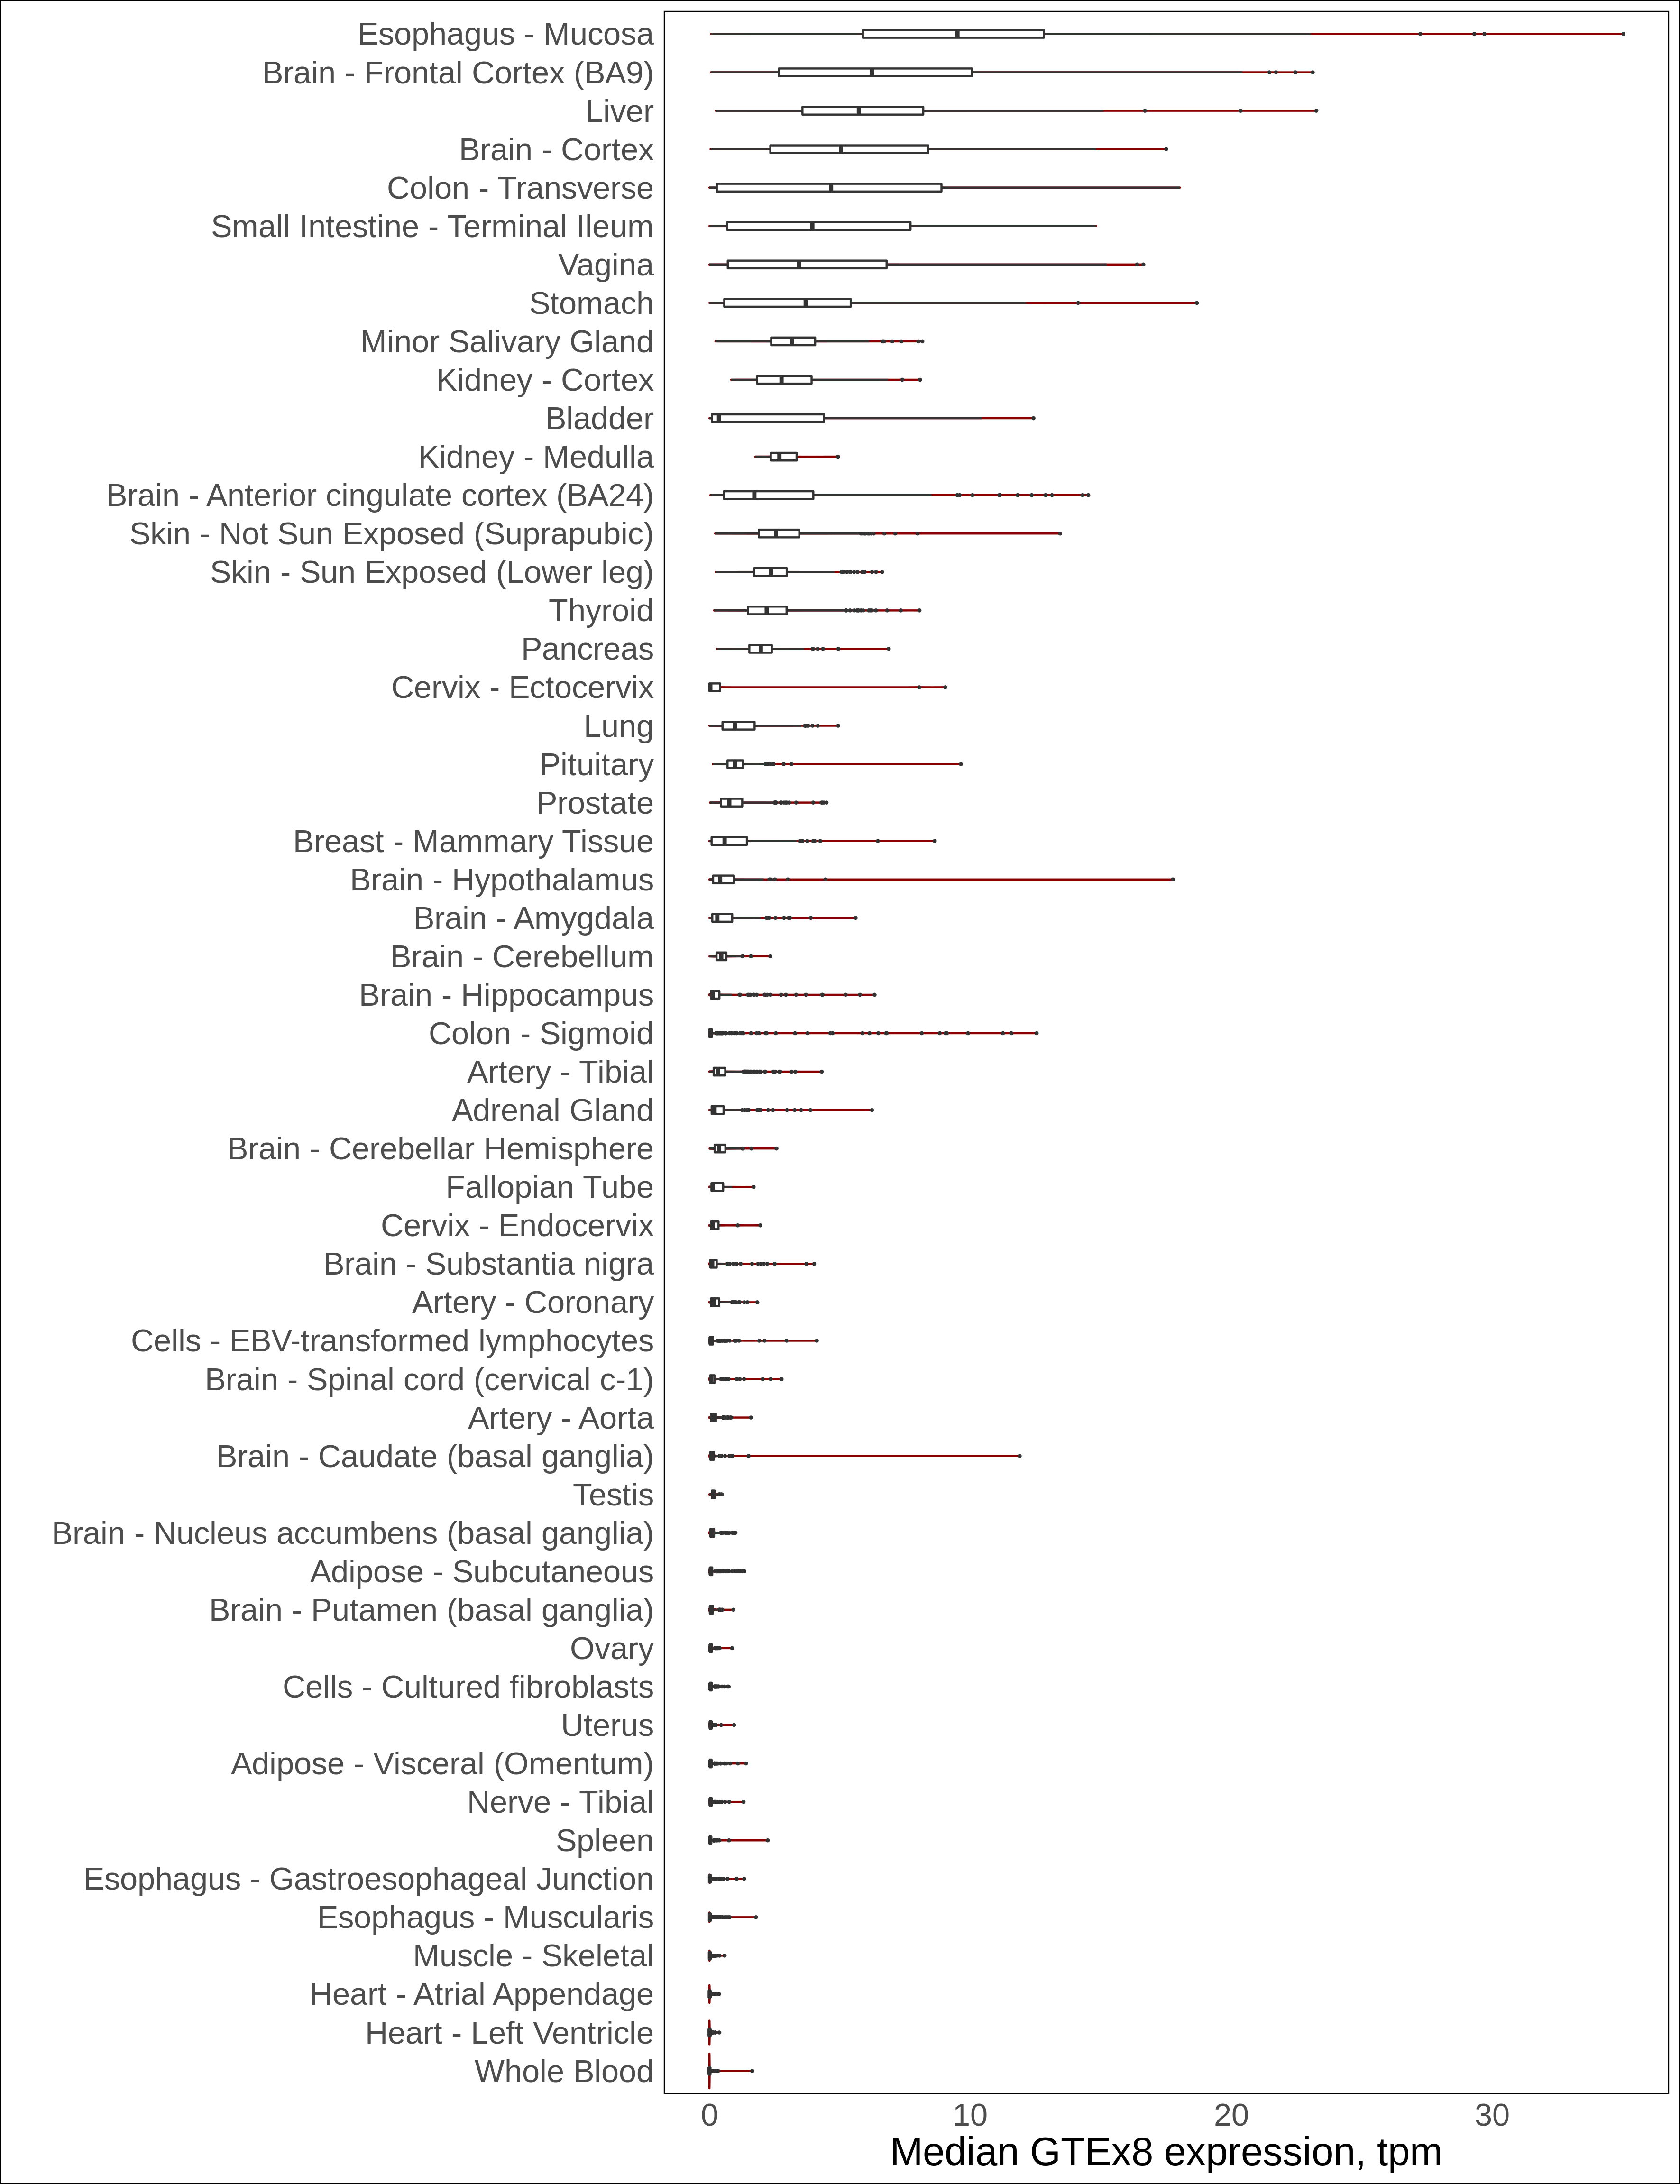 Esophagus - Mucosa
Brain - Frontal Cortex (BA9)
Liver
Brain - Cortex
Colon - Transverse
Small Intestine - Terminal Ileum
Vagina
Stomach
Minor Salivary Gland
Kidney - Cortex
Bladder
Kidney - Medulla
Brain - Anterior cingulate cortex (BA24)
Skin - Not Sun Exposed (Suprapubic)
Skin - Sun Exposed (Lower leg)
Thyroid
Pancreas
Cervix - Ectocervix
Lung
Pituitary
Prostate
Breast - Mammary Tissue
Brain - Hypothalamus
Brain - Amygdala
Brain - Cerebellum
Brain - Hippocampus
Colon - Sigmoid
Artery - Tibial
Adrenal Gland
Brain - Cerebellar Hemisphere
Fallopian Tube
Cervix - Endocervix
Brain - Substantia nigra
Artery - Coronary
Cells - EBV-transformed lymphocytes
Brain - Spinal cord (cervical c-1)
Artery - Aorta
Brain - Caudate (basal ganglia)
Testis
Brain - Nucleus accumbens (basal ganglia)
Adipose - Subcutaneous
Brain - Putamen (basal ganglia)
Ovary
Cells - Cultured fibroblasts
Uterus
Adipose - Visceral (Omentum)
Nerve - Tibial
Spleen
Esophagus - Gastroesophageal Junction
Esophagus - Muscularis
Muscle - Skeletal
Heart - Atrial Appendage
Heart - Left Ventricle
Whole Blood
0 10 20 30
Median GTEx8 expression, tpm